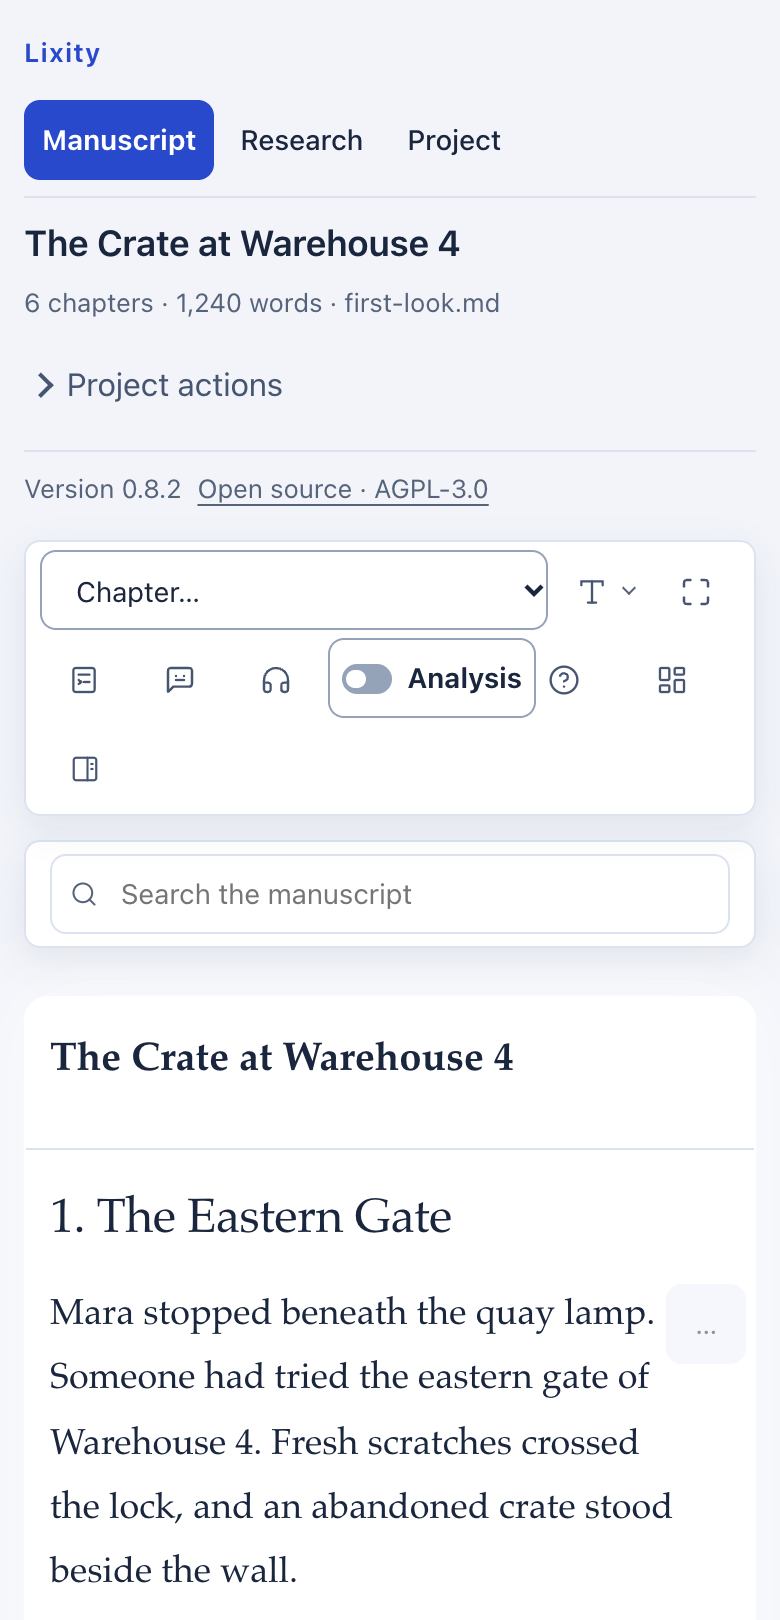 Lixity
Manuscript Research Project
The Crate at Warehouse 4
6 chapters · 1,240 words · first-look.md
Project actions
Version 0.8.2 Open source · AGPL-3.0
Chapter...
Analysis
Search the manuscript
The Crate at Warehouse 4
1. The Eastern Gate
Mara stopped beneath the quay lamp.
...
Someone had tried the eastern gate of
Warehouse 4. Fresh scratches crossed
the lock, and an abandoned crate stood
beside the wall.